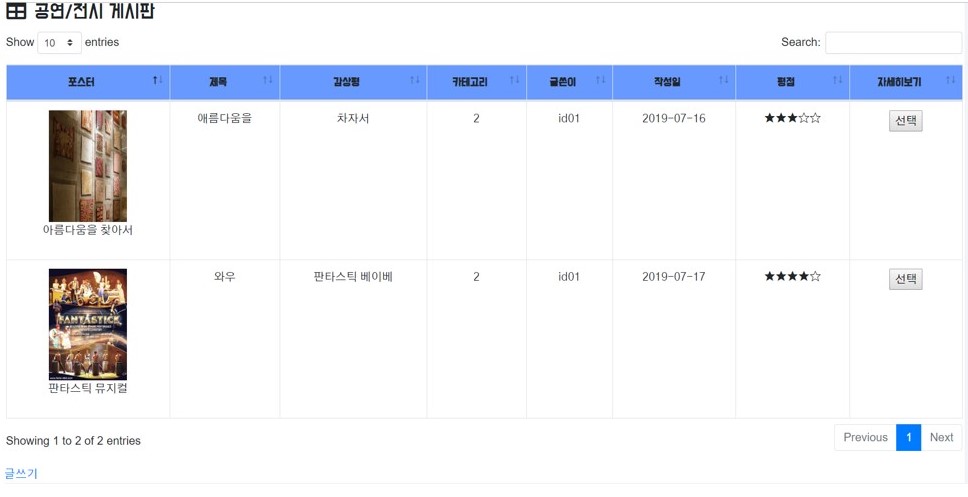 공연/전시 게시판
Show 10 entries
Search:
포스터 제목 감상평 카테고리 글쓴이 작성일 평점 자세히보기
애름다움을 차자서 2 id01 2019-07-16 ★★★☆☆ 선택
아름다움을 찾아서
와우 판타스틱 베이베 2 id01 2019-07-17 ★★★★☆ 선택
FANTASTICK
판타스틱 뮤지컬
Showing 1 to 2 of 2 entries
Previous 1 Next
글쓰기